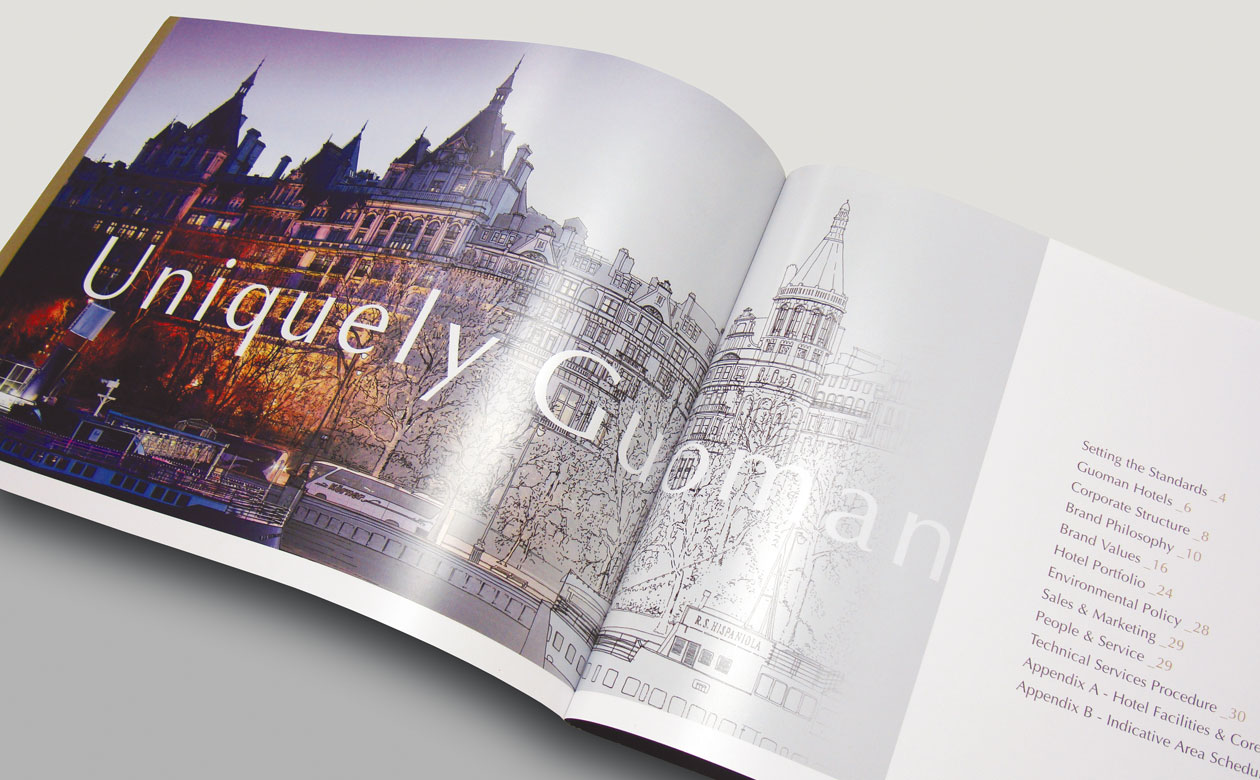 Uniquely Guoman
R.S. HISPANIOLA
Setting the Standards _4
Guoman Hotels _6
Corporate Structure _8
Brand Philosophy _10
Brand Values _16
Hotel Portfolio _24
Environmental Policy _28
Sales & Marketing _29
People & Service _29
Technical Services Procedure _30
Appendix A - Hotel Facilities & Core
Appendix B - Indicative Area Schedu